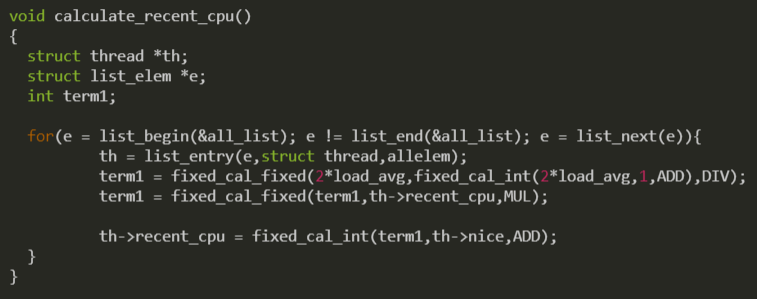 void calculate_recent_cpu()
{
  struct thread *th;
  struct list_elem *e;
  int term1;

  for(e = list_begin(&all_list); e != list_end(&all_list); e = list_next(e)){
          th = list_entry(e,struct thread,allelem);
          term1 = fixed_cal_fixed(2*load_avg,fixed_cal_int(2*load_avg,1,ADD),DIV);
          term1 = fixed_cal_fixed(term1,th->recent_cpu,MUL);

          th->recent_cpu = fixed_cal_int(term1,th->nice,ADD);
  }
}